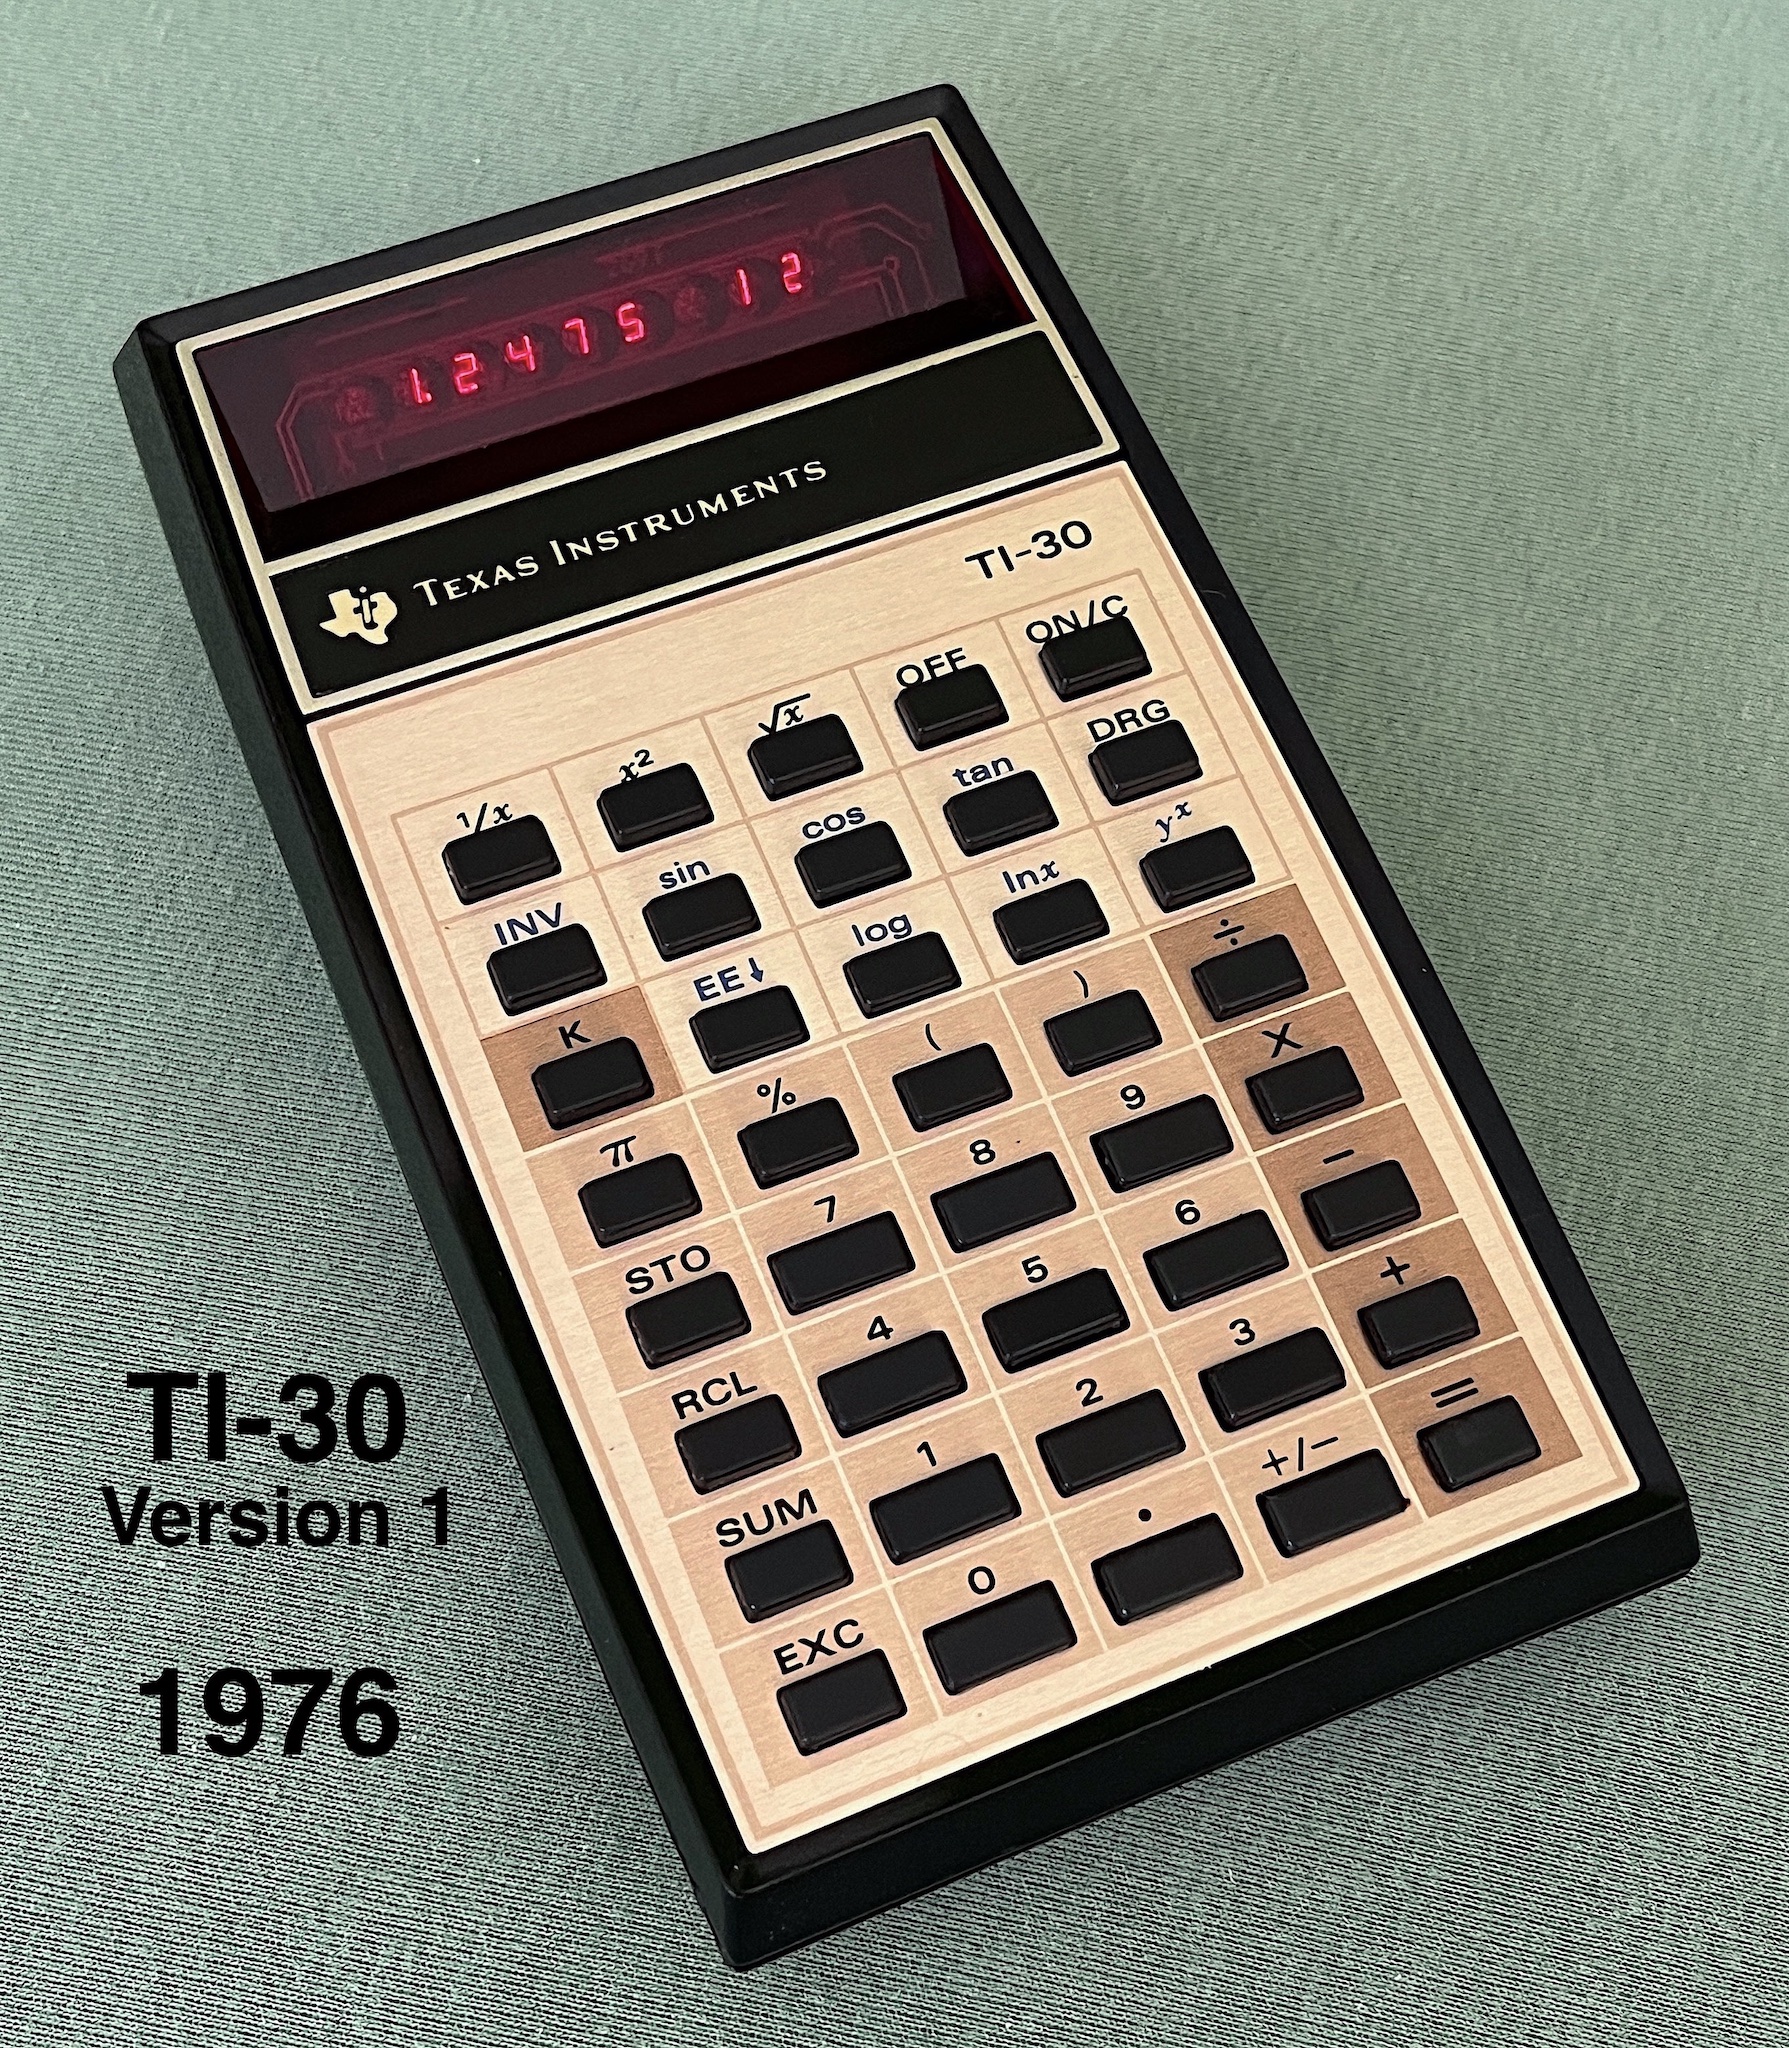 1.2475 12
TEXAS INSTRUMENTS
TI-30
ON/C
OFF
√x
x²
1/x
DRG
tan
cos
sin
INV
yˣ
lnx
log
EE↓
K
÷
)
(
%
π
X
9
8
7
STO
−
6
5
4
RCL
+
3
2
1
SUM
=
+/−
.
0
EXC
TI-30
Version 1
1976